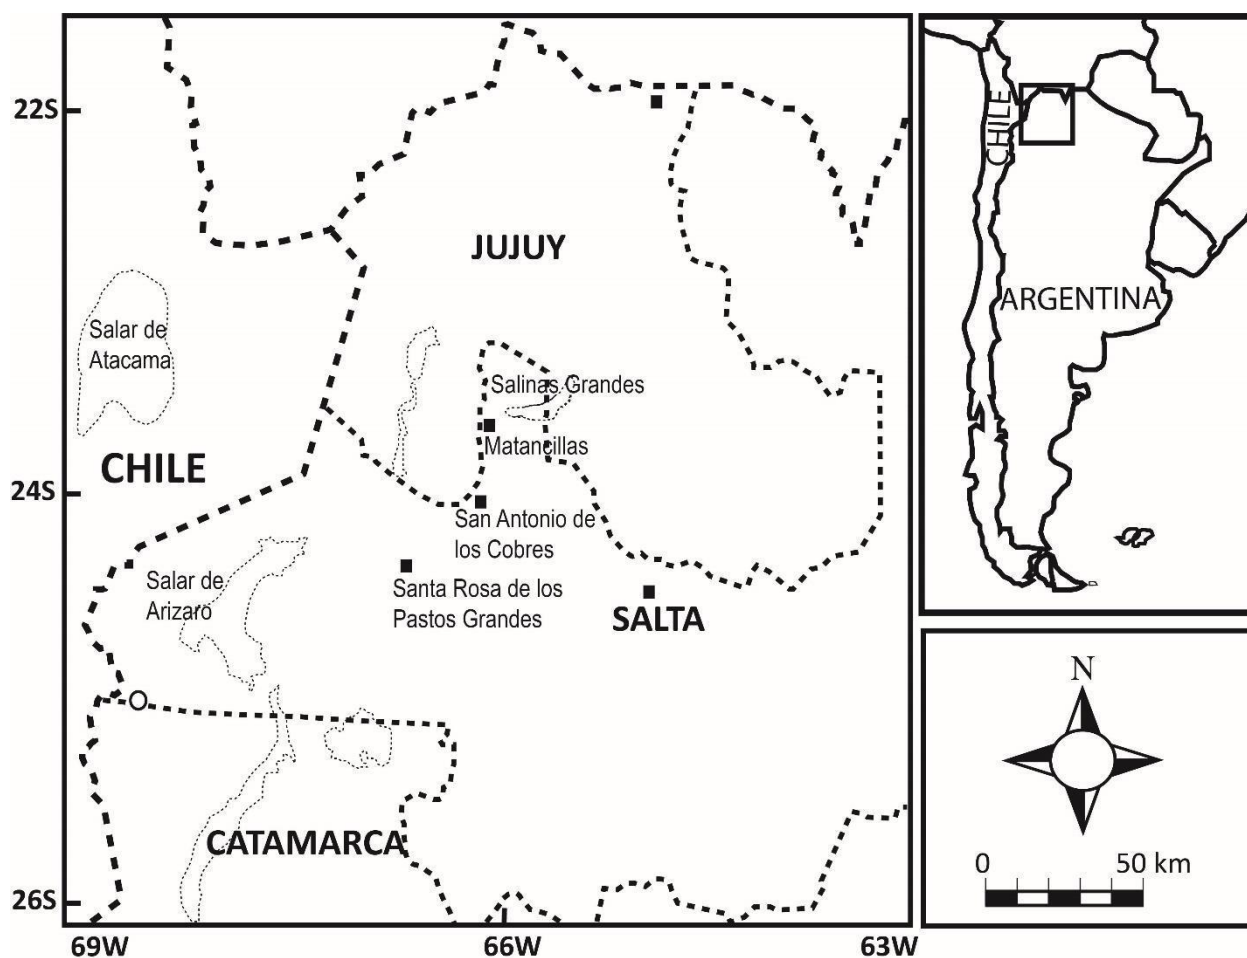 22S
24S
26S
69W
66W
63W
JUJUY
Salar de
Atacama
Salinas Grandes
Matancillas
CHILE
San Antonio de
los Cobres
Salar de
Arizaro
Santa Rosa de los
Pastos Grandes
SALTA
CATAMARCA
CHILE
ARGENTINA
N
0 50 km